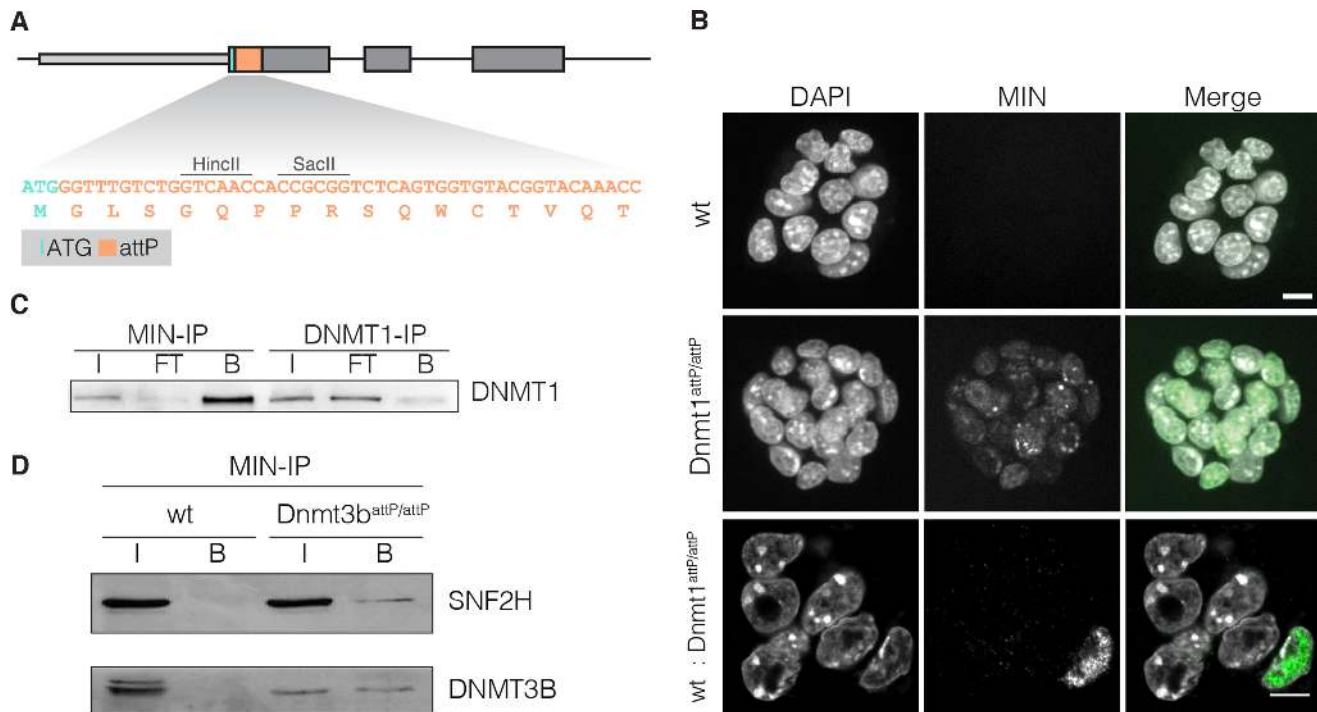 A
HincII SacII
ATGGGTTTGTCTGGTCAACCACCGCGGTCTCAGTGGTGTACGGTACAAACC
M G L S G Q P P R S Q W C T V Q T
ATG attP
B
DAPI MIN Merge
wt
Dnmt1attP/attP
wt : Dnmt1attP/attP
C
MIN-IP DNMT1-IP
I FT B I FT B
DNMT1
D
MIN-IP
wt Dnmt3battP/attP
I B I B
SNF2H
DNMT3B